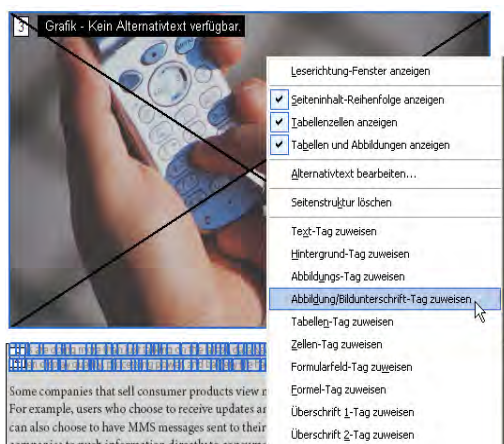 3 Grafik - Kein Alternativtext verfügbar.
Leserichtung-Fenster anzeigen
Seiteninhalt-Reihenfolge anzeigen
Tabellenzellen anzeigen
Tabellen und Abbildungen anzeigen
Alternativtext bearbeiten...
Seitenstruktur löschen
Text-Tag zuweisen
Hintergrund-Tag zuweisen
Abbildungs-Tag zuweisen
Abbildung/Bildunterschrift-Tag zuweisen
Tabellen-Tag zuweisen
Zellen-Tag zuweisen
Formularfeld-Tag zuweisen
Formel-Tag zuweisen
Überschrift 1-Tag zuweisen
Überschrift 2-Tag zuweisen
Some companies that sell consumer products view
For example, users who choose to receive updates
can also choose to have MMS messages sent to their